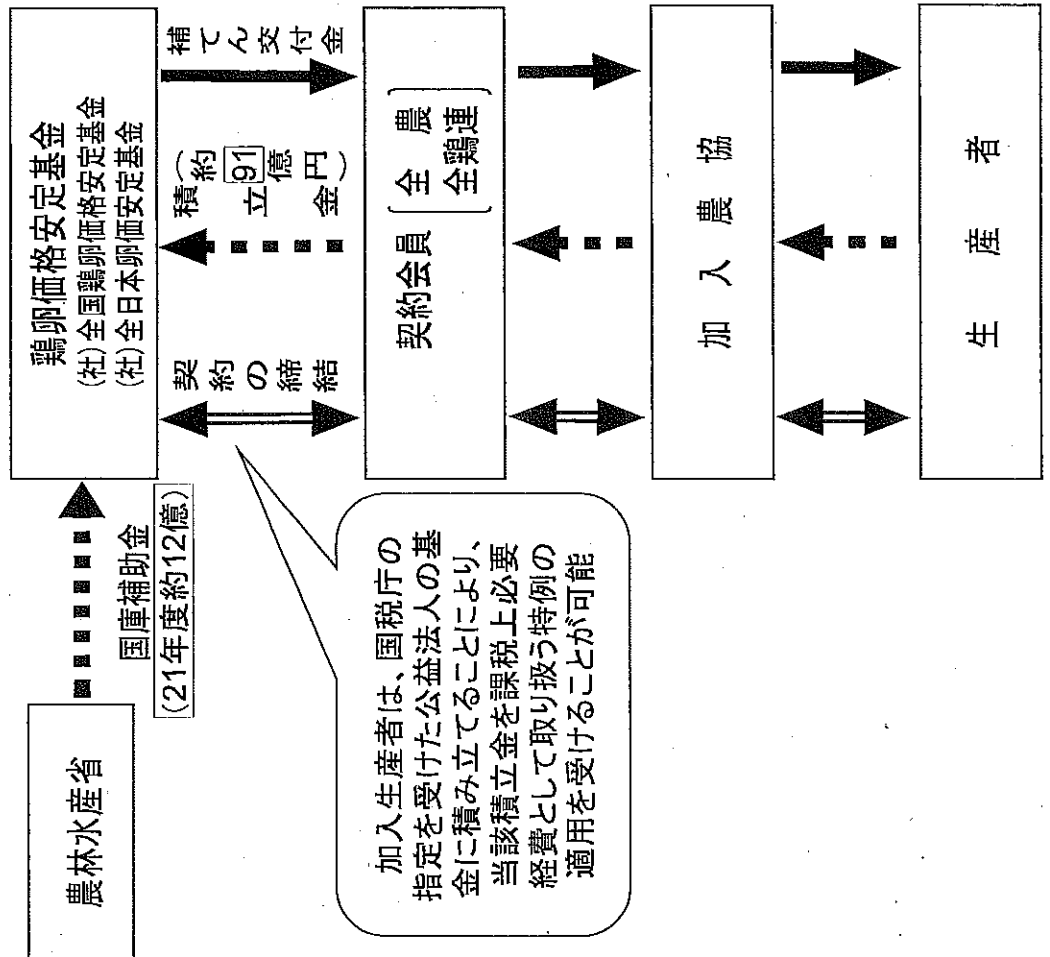 農林水産省
国庫補助金
(21年度約12億)
鶏卵価格安定基金
(社)全国鶏卵価格安定基金
(社)全日本卵価安定基金
契約の締結
積立金
(約91億円)
補てん交付金
加入生産者は、国税庁の
指定を受けた公益法人の基
金に積み立てることにより、
当該積立金を課税上必要
経費として取り扱う特例の
適用を受けることが可能
契約会員
全農
全鶏連
加入農協
生産者